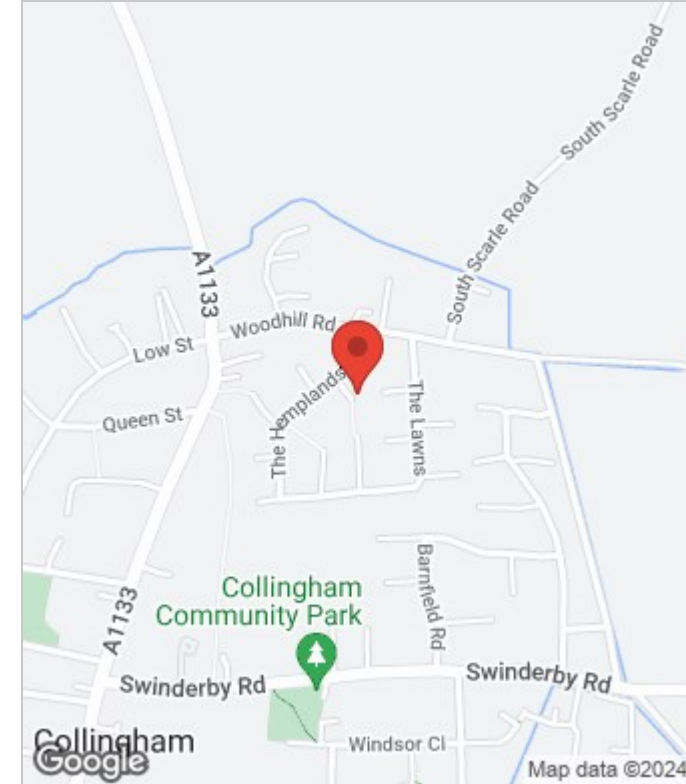 South Scarle Road
South Scarle Road
A1133
Woodhill Rd
Low St
The Hemplands
The Lawns
Queen St
Barnfield Rd
Collingham
Community Park
A1133
Swinderby Rd
Swinderby Rd
Collingham
Windsor Cl
Google
Map data ©2024